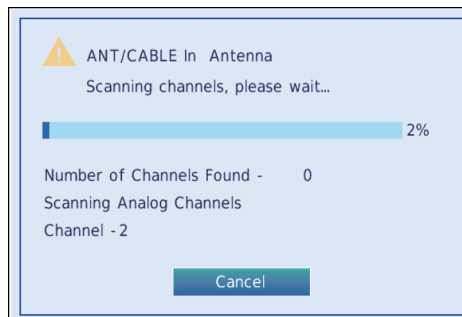 ANT/CABLE In Antenna
Scanning channels, please wait...
2%
Number of Channels Found - 0
Scanning Analog Channels
Channel - 2
Cancel